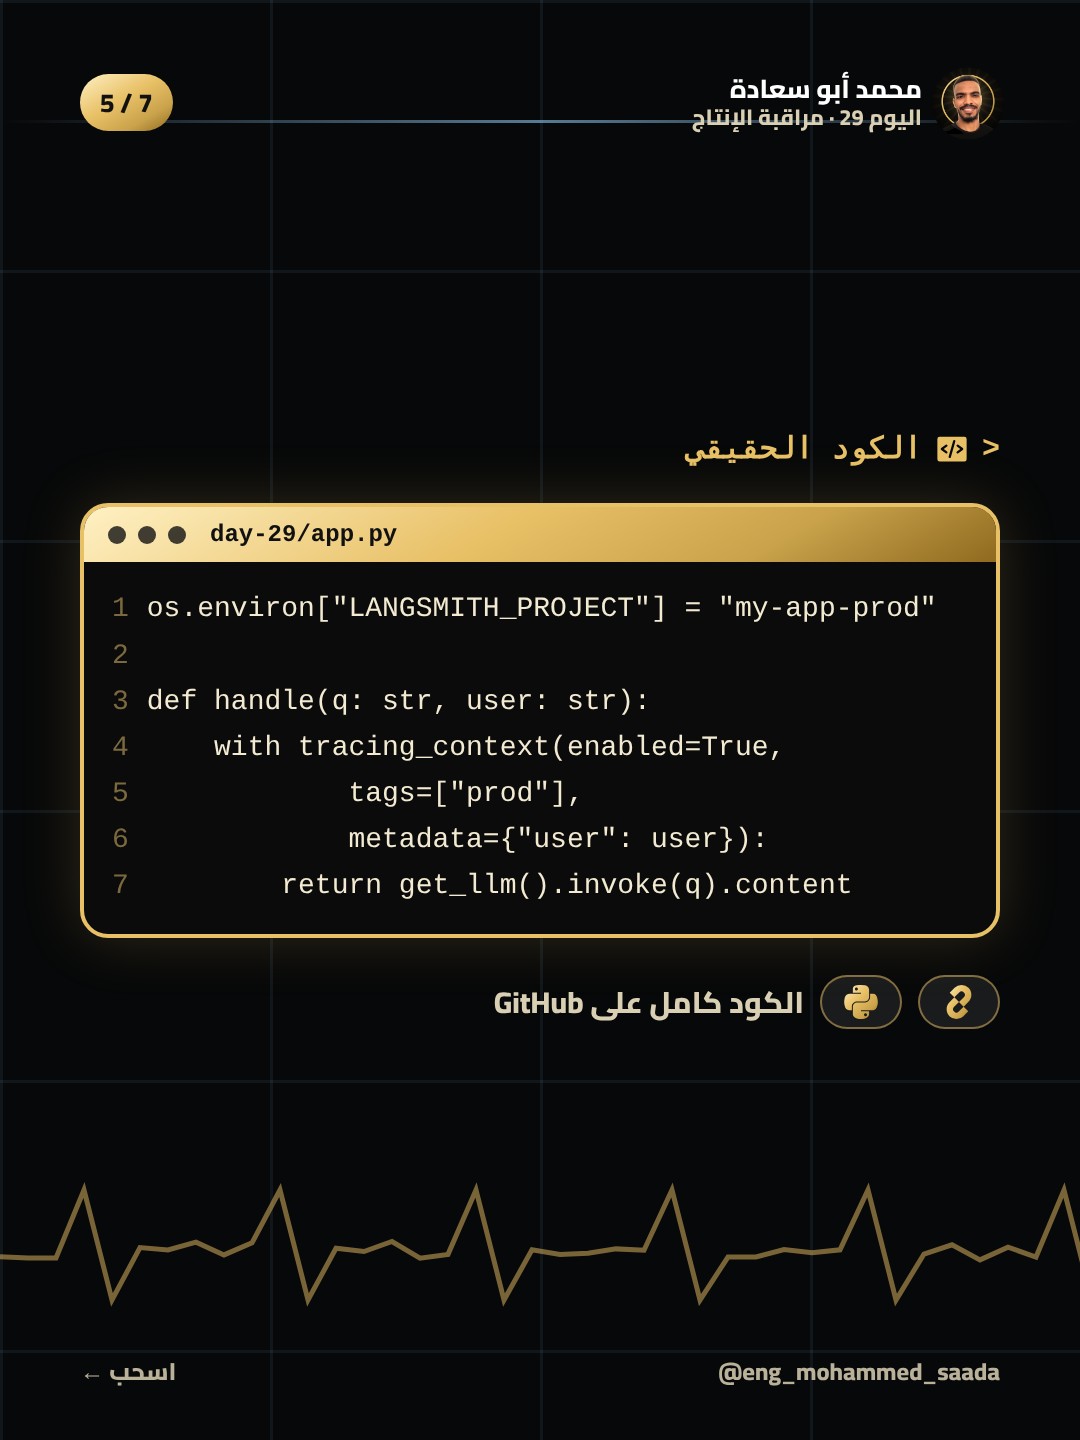 محمد أبو سعادة
اليوم 29 · مراقبة الإنتاج
5 / 7
> الكود الحقيقي
day-29/app.py
1 os.environ["LANGSMITH_PROJECT"] = "my-app-prod"
2
3 def handle(q: str, user: str):
4     with tracing_context(enabled=True,
5             tags=["prod"],
6             metadata={"user": user}):
7         return get_llm().invoke(q).content
الكود كامل على GitHub
@eng_mohammed_saada
اسحب ←